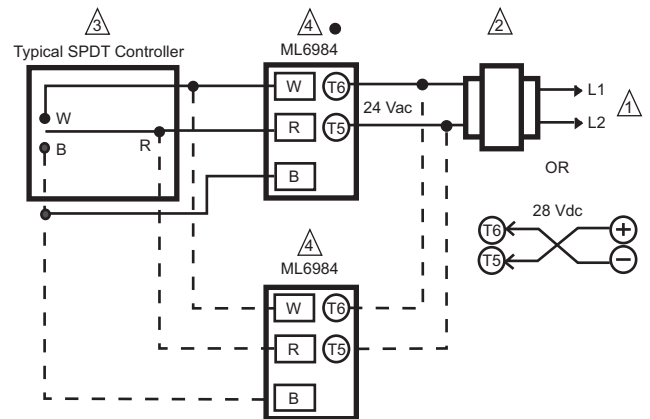 3
4
2
Typical SPDT Controller
ML6984
W
T6
L1
1
24 Vac
W
R
R
T5
L2
B
B
OR
28 Vdc
T6
+
T5
−
4
ML6984
W
T6
R
T5
B